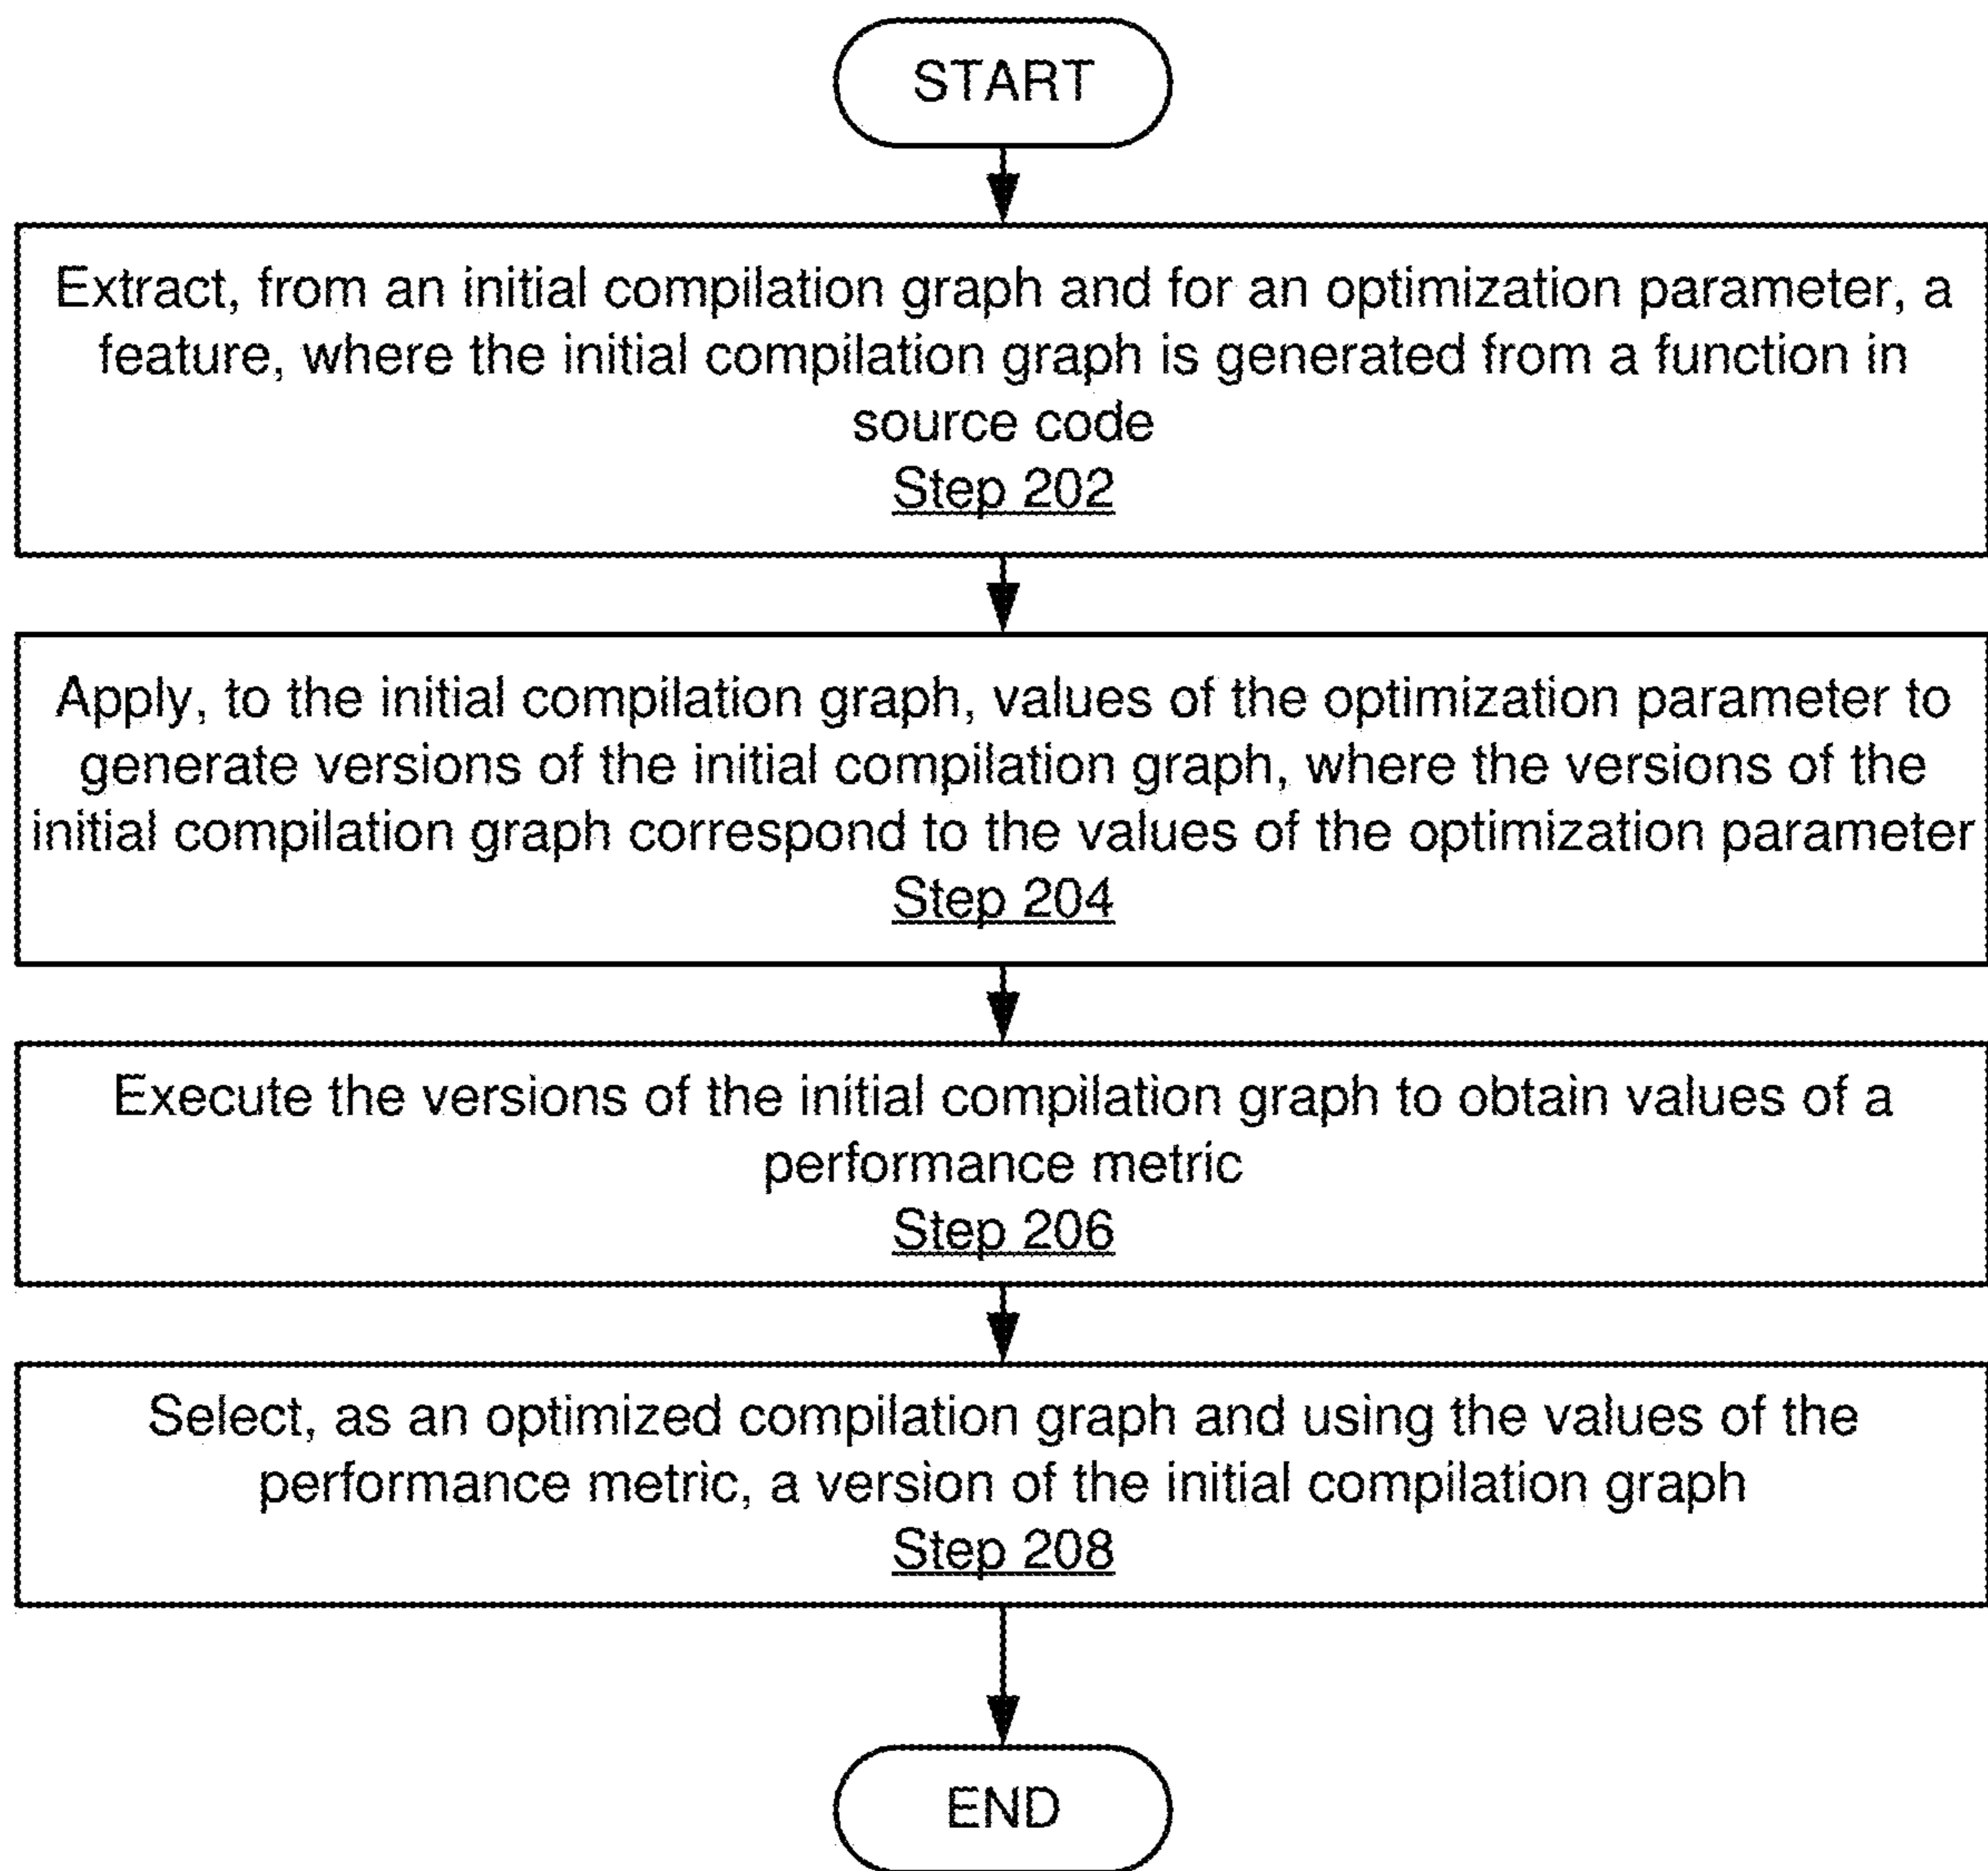 START
Extract, from an initial compilation graph and for an optimization parameter, a
feature, where the initial compilation graph is generated from a function in
source code
Step 202
Apply, to the initial compilation graph, values of the optimization parameter to
generate versions of the initial compilation graph, where the versions of the
initial compilation graph correspond to the values of the optimization parameter
Step 204
Execute the versions of the initial compilation graph to obtain values of a
performance metric
Step 206
Select, as an optimized compilation graph and using the values of the
performance metric, a version of the initial compilation graph
Step 208
END